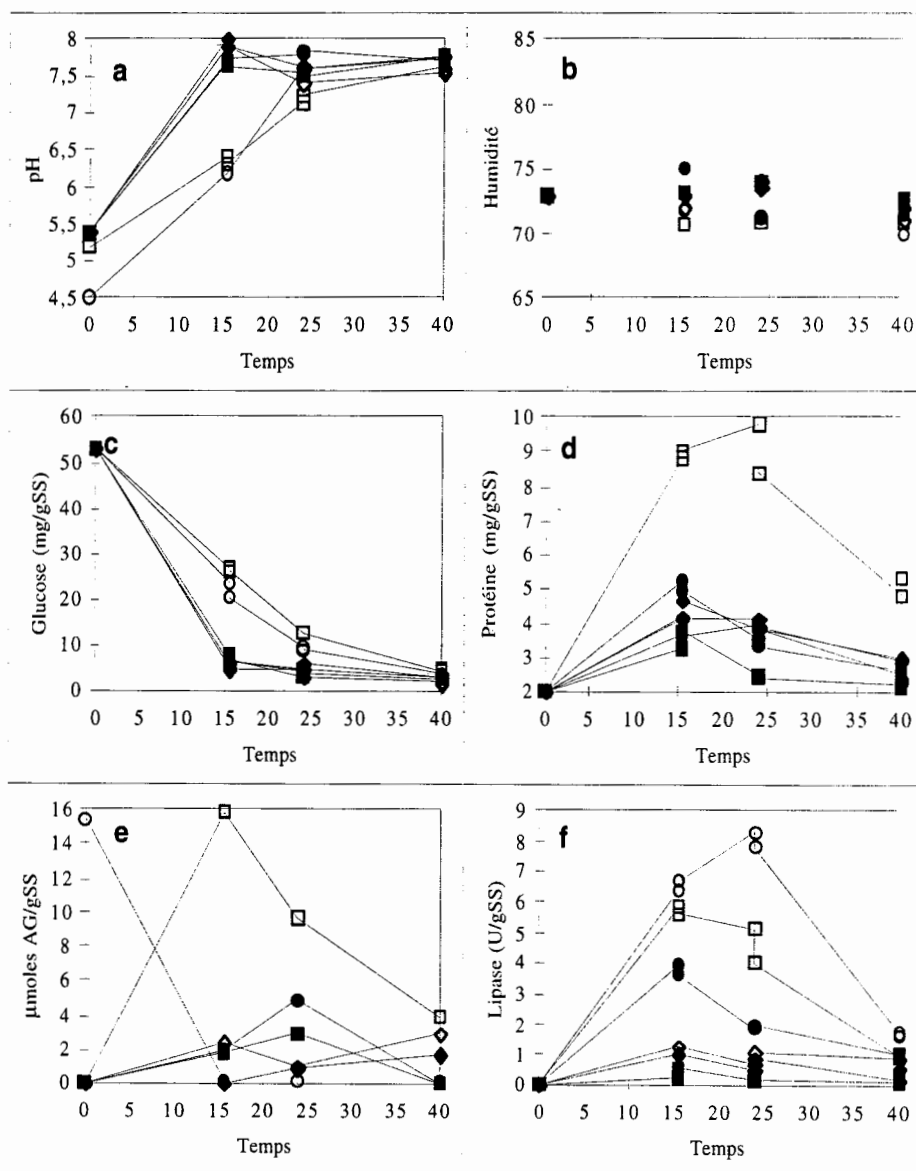 a
pH
8
7,5
7
6,5
6
5,5
5
4,5
0 5 10 15 20 25 30 35 40
Temps
b
Humidité
85
80
75
70
65
0 5 10 15 20 25 30 35 40
Temps
c
Glucose (mg/gSS)
60
50
40
30
20
10
0
0 5 10 15 20 25 30 35 40
Temps
d
Protéine (mg/gSS)
10
9
8
7
6
5
4
3
2
0 5 10 15 20 25 30 35 40
Temps
e
µmoles AG/gSS
16
14
12
10
8
6
4
2
0
0 5 10 15 20 25 30 35 40
Temps
f
Lipase (U/gSS)
9
8
7
6
5
4
3
2
1
0
0 5 10 15 20 25 30 35 40
Temps